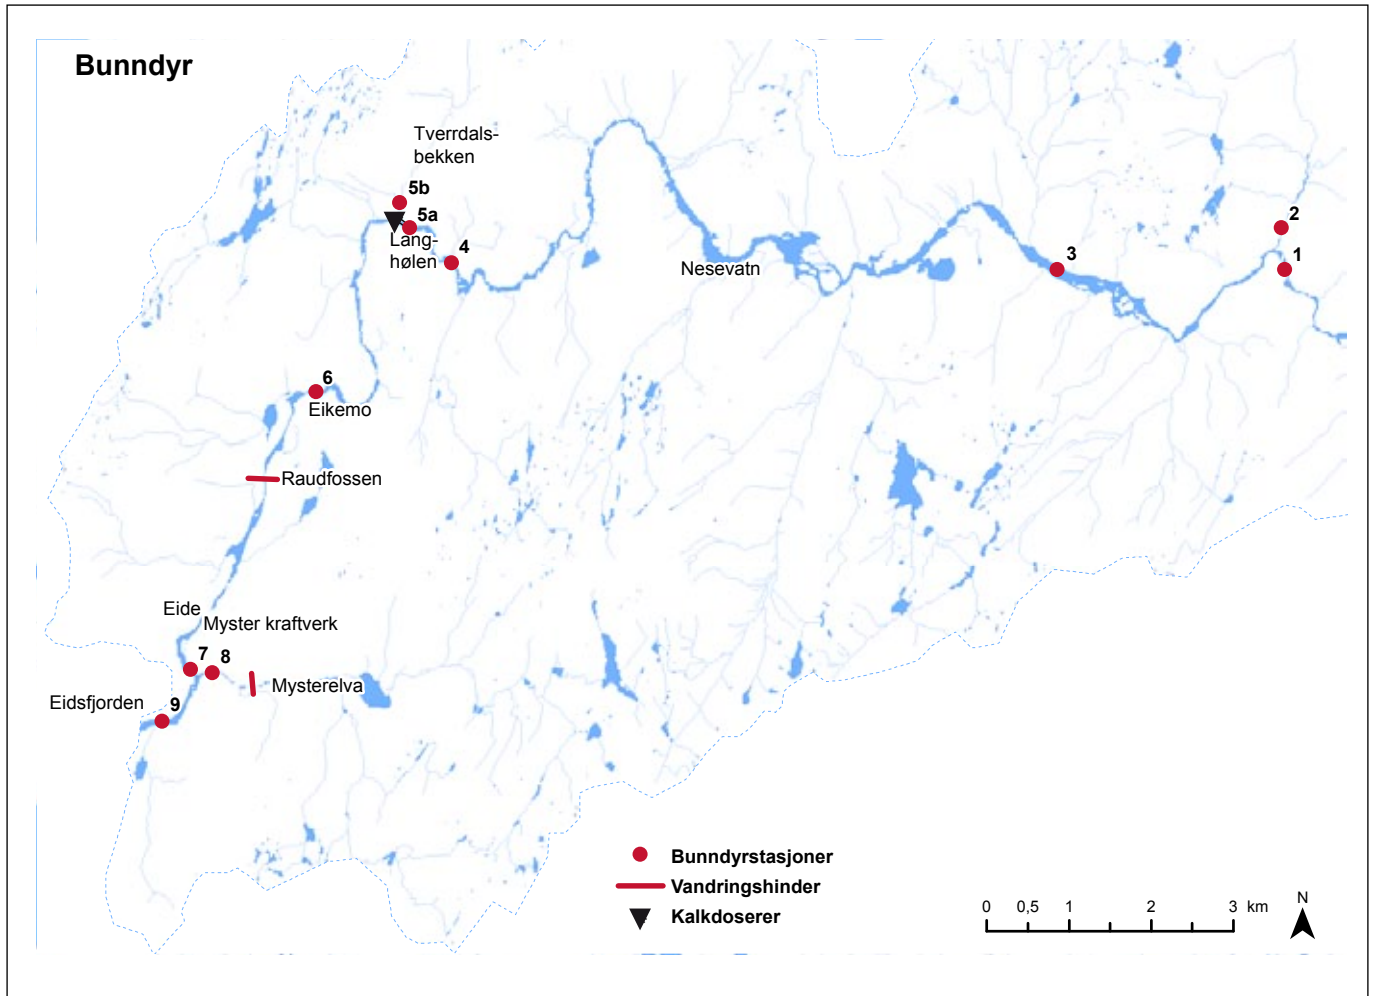 Bunndyr
Tverrdals-
bekken
5b
5a
Lang-
hølen
4
Nesevatn
3
2
1
6
Eikemo
Raudfossen
Eide
Myster kraftverk
7
8
Mysterelva
Eidsfjorden
9
Bunndyrstasjoner
Vandringshinder
Kalkdoserer
0 0,5 1 2 3 km
N